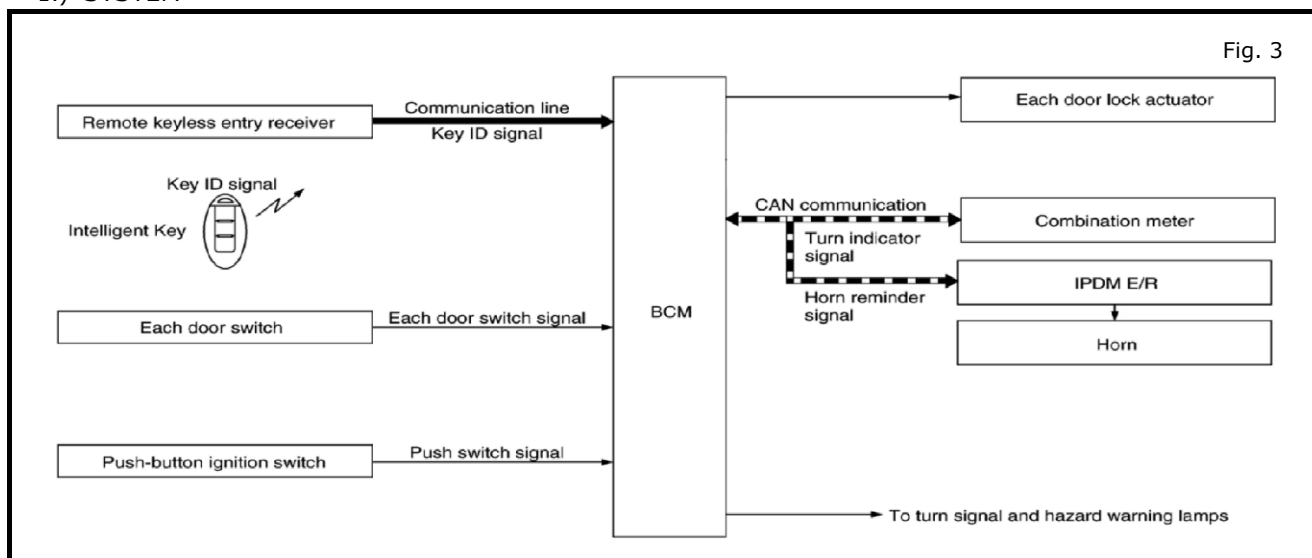 Fig. 3
Remote keyless entry receiver
Communication line
Key ID signal
Key ID signal
Intelligent Key
Each door switch
Each door switch signal
Push-button ignition switch
Push switch signal
BCM
Each door lock actuator
CAN communication
Combination meter
Turn indicator
signal
IPDM E/R
Horn reminder
signal
Horn
To turn signal and hazard warning lamps